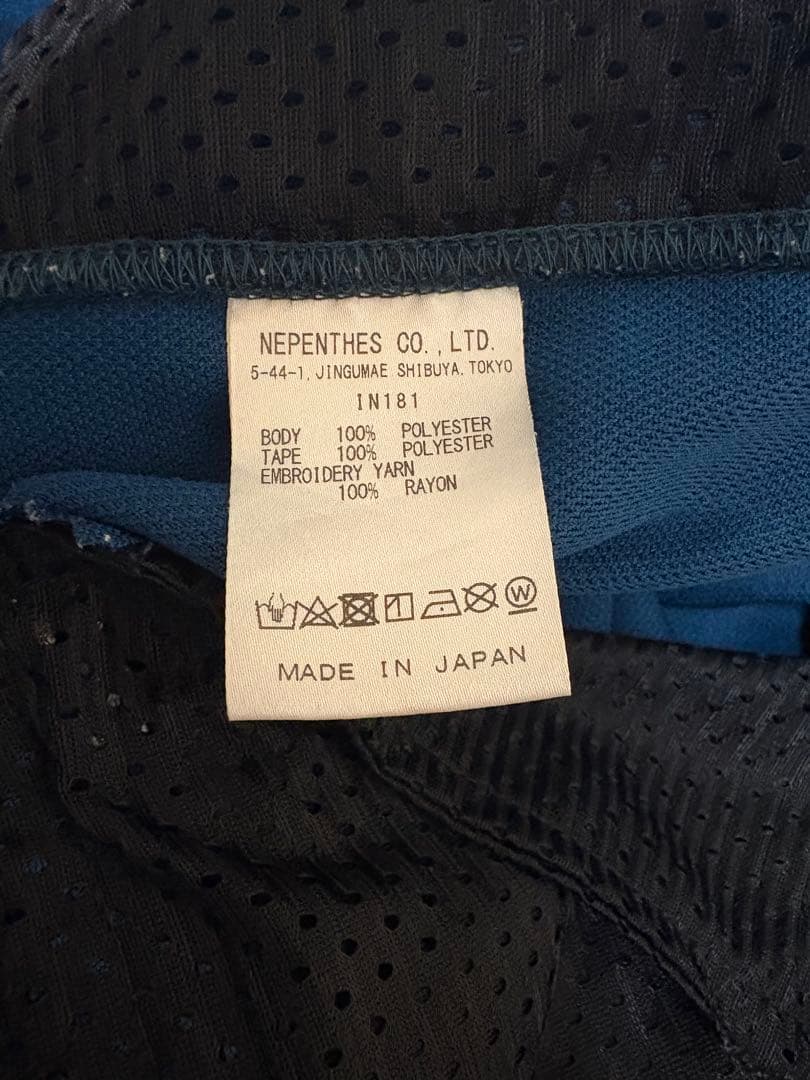 NEPENTHES CO.,LTD.
5-44-1, JINGUMAE SHIBUYA. TOKYO
IN181
BODY 100% POLYESTER
TAPE 100% POLYESTER
EMBROIDERY YARN
100% RAYON
W
MADE IN JAPAN